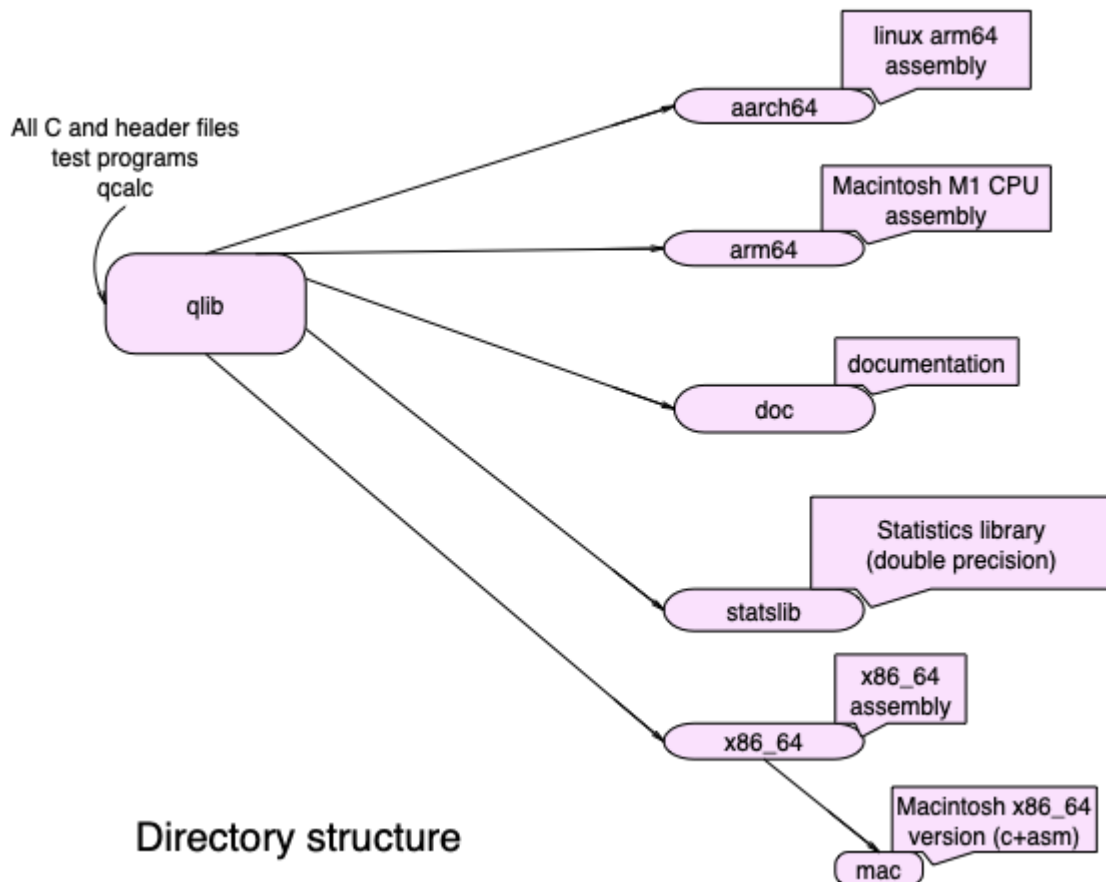 linux arm64
assembly
aarch64
All C and header files
test programs
qcalc
Macintosh M1 CPU
assembly
arm64
qlib
documentation
doc
Statistics library
(double precision)
statslib
x86_64
assembly
x86_64
Directory structure
Macintosh x86_64
version (c+asm)
mac